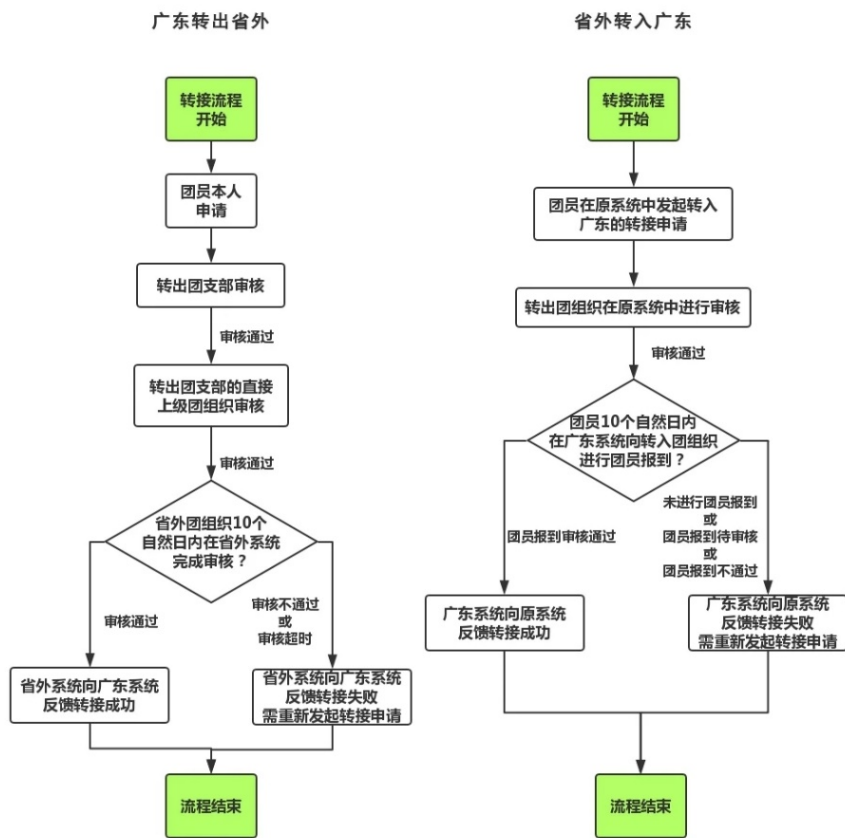 广东转出省外
转接流程
开始
团员本人
申请
转出团支部审核
审核通过
转出团支部的直接
上级团组织审核
审核通过
省外团组织10个
自然日内在省外系统
完成审核？
审核通过
审核不通过
或
审核超时
省外系统向广东系统
反馈转接成功
省外系统向广东系统
反馈转接失败
需重新发起转接申请
流程结束
省外转入广东
转接流程
开始
团员在原系统中发起转入
广东的转接申请
转出团组织在原系统中进行审核
审核通过
团员10个自然日内
在广东系统向转入团组织
进行团员报到？
团员报到审核通过
未进行团员报到
或
团员报到待审核
或
团员报到不通过
广东系统向原系统
反馈转接成功
广东系统向原系统
反馈转接失败
需重新发起转接申请
流程结束